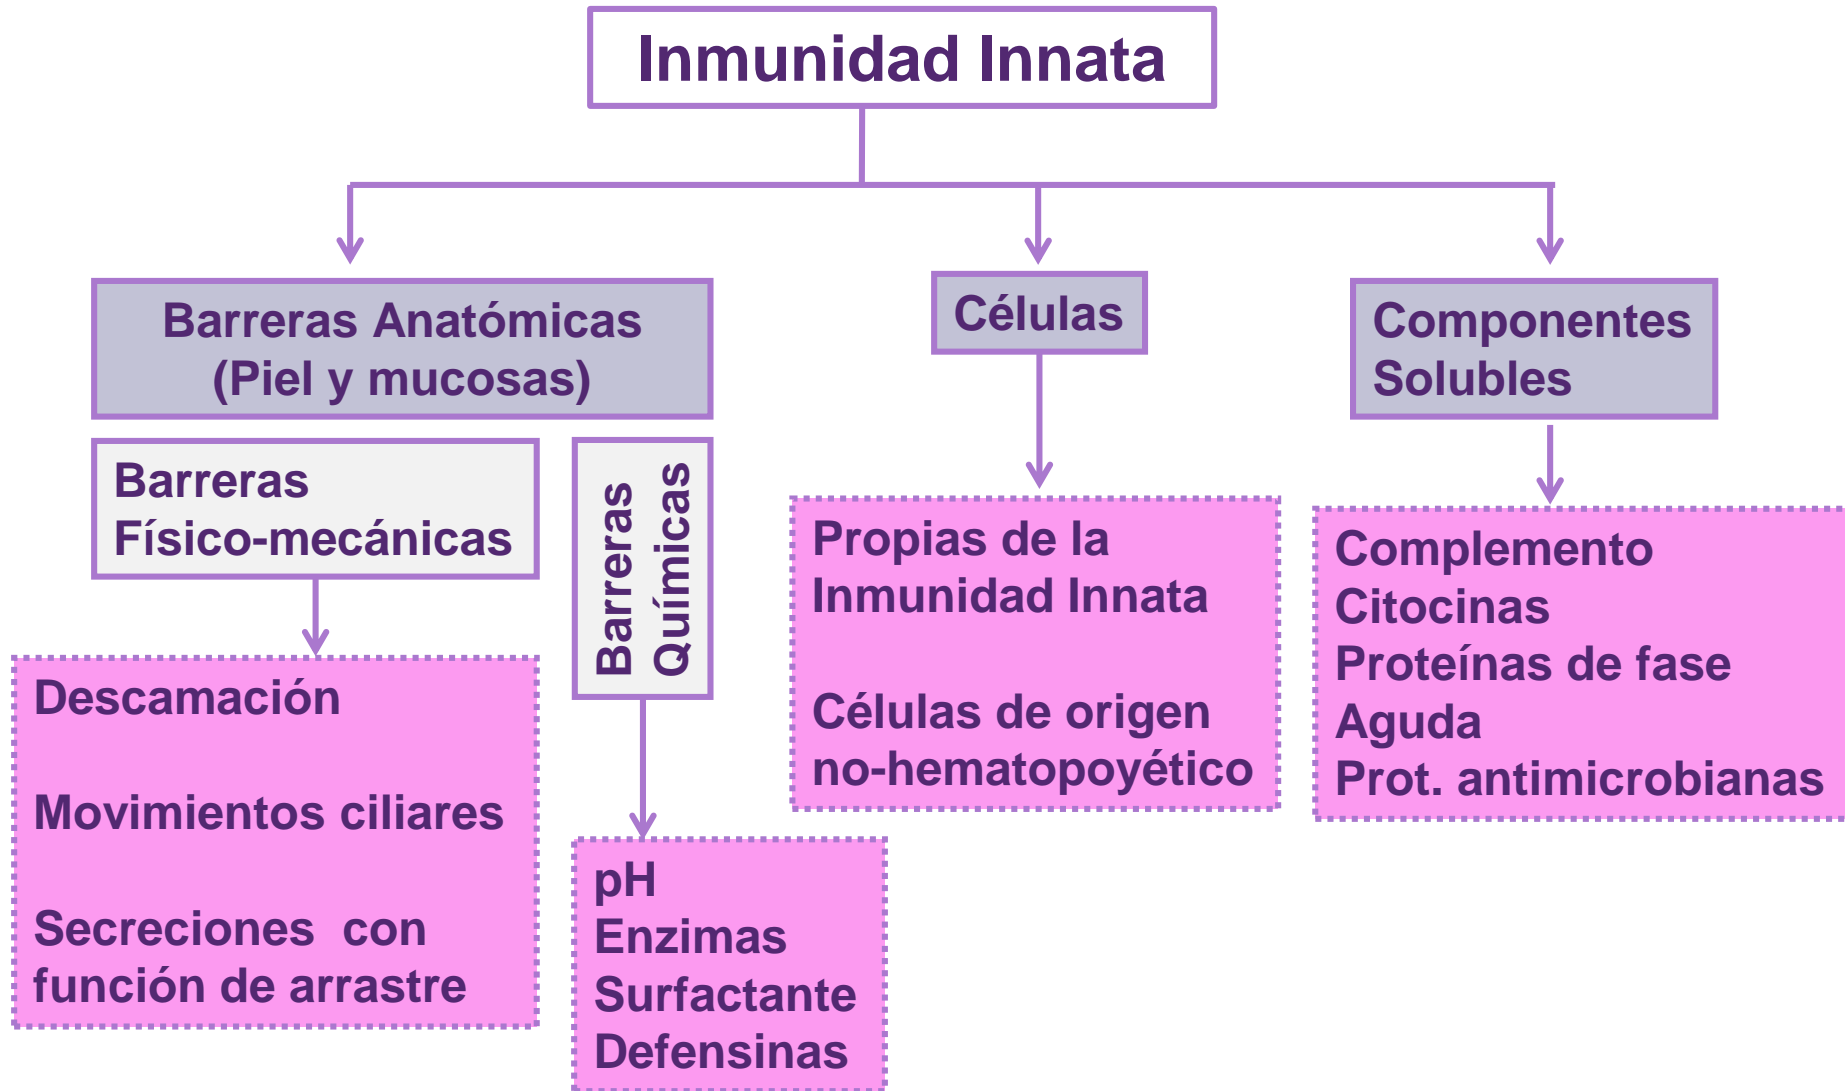 Inmunidad Innata
Barreras Anatómicas
(Piel y mucosas)
Células
Componentes
Solubles
Barreras
Físico-mecánicas
Barreras
Químicas
Descamación
Movimientos ciliares
Secreciones con
función de arrastre
pH
Enzimas
Surfactante
Defensinas
Propias de la
Inmunidad Innata
Células de origen
no-hematopoyético
Complemento
Citocinas
Proteínas de fase
Aguda
Prot. antimicrobianas